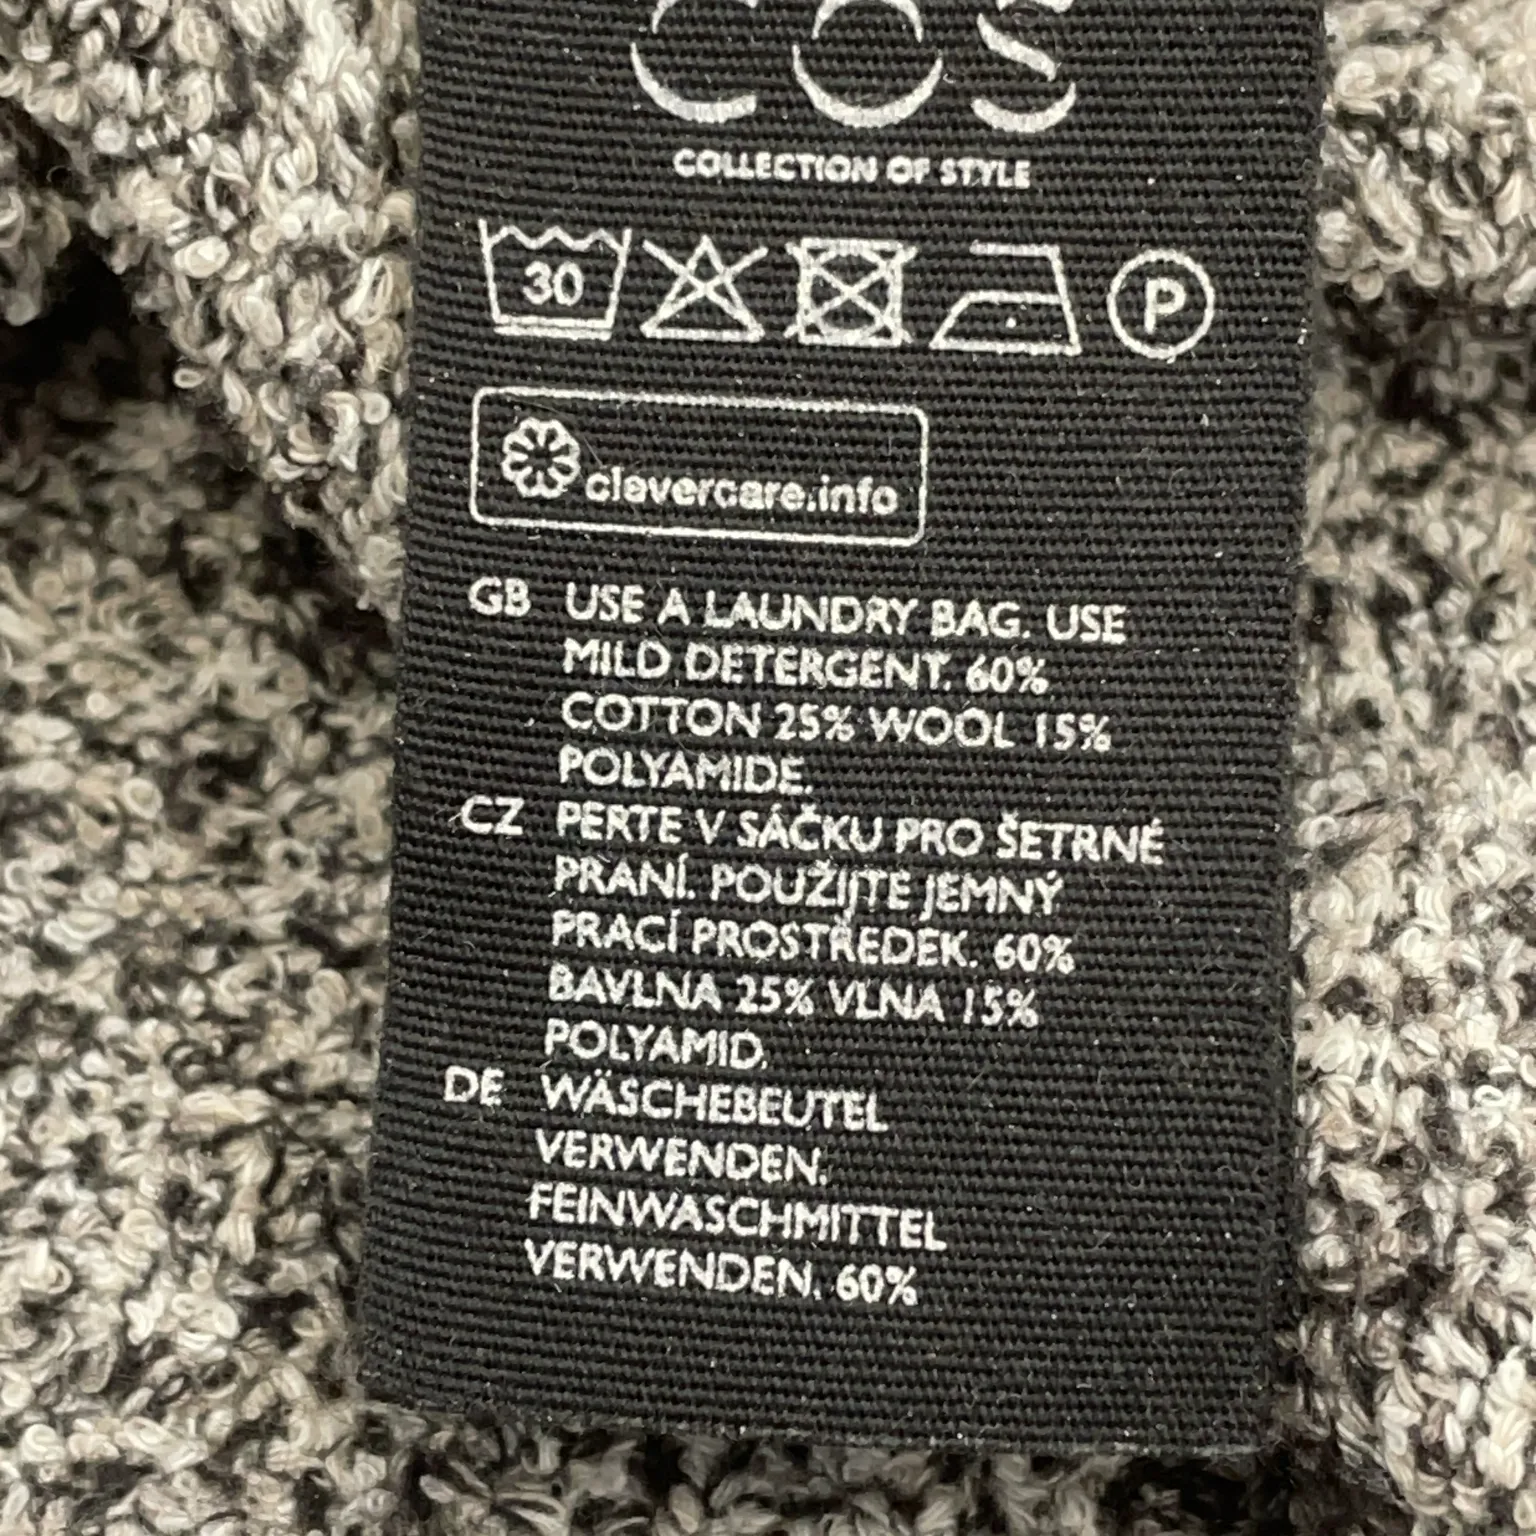 COS
COLLECTION OF STYLE
30
P
clevercare.info
GB USE A LAUNDRY BAG. USE
MILD DETERGENT. 60%
COTTON 25% WOOL 15%
POLYAMIDE.
CZ PERTE V SÁČKU PRO ŠETRNÉ
PRANÍ. POUŽIJTE JEMNÝ
PRACÍ PROSTŘEDEK. 60%
BAVLNA 25% VLNA 15%
POLYAMID.
DE WÄSCHEBEUTEL
VERWENDEN.
FEINWASCHMITTEL
VERWENDEN. 60%